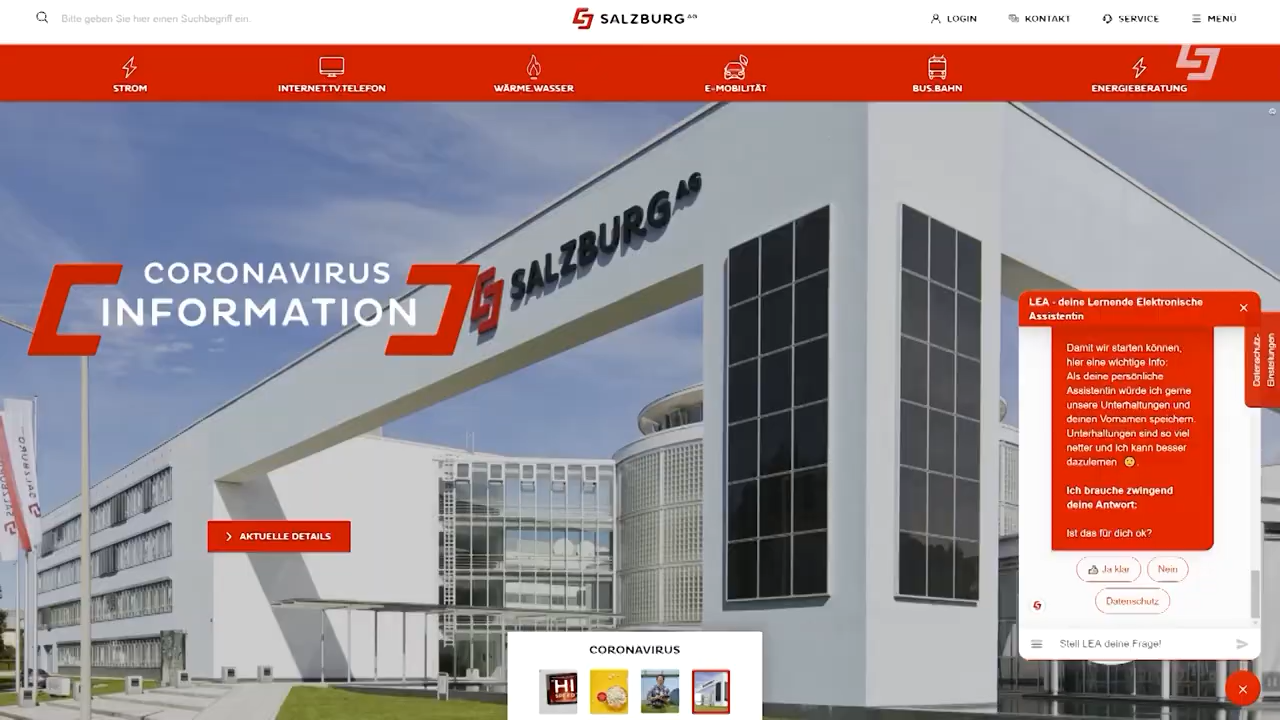 Bitte geben Sie hier einen Suchbegriff ein.
SALZBURG AG
LOGIN
KONTAKT
SERVICE
MENÜ
STROM
INTERNET.TV.TELEFON
WÄRME.WASSER
E-MOBILITÄT
BUS.BAHN
ENERGIEBERATUNG
SALZBURG AG
CORONAVIRUS
INFORMATION
AKTUELLE DETAILS
CORONAVIRUS
HI
SPEED
LEA - deine Lernende Elektronische
Assistentin
Damit wir starten können,
hier eine wichtige Info:
Als deine persönliche
Assistentin würde ich gerne
unsere Unterhaltungen und
deinen Vornamen speichern.
Unterhaltungen sind so viel
netter und ich kann besser
dazulernen 😊.
Ich brauche zwingend
deine Antwort:
Ist das für dich ok?
👍 Ja klar
Nein
Datenschutz
Stell LEA deine Frage!
Datenschutz-
Einstellungen